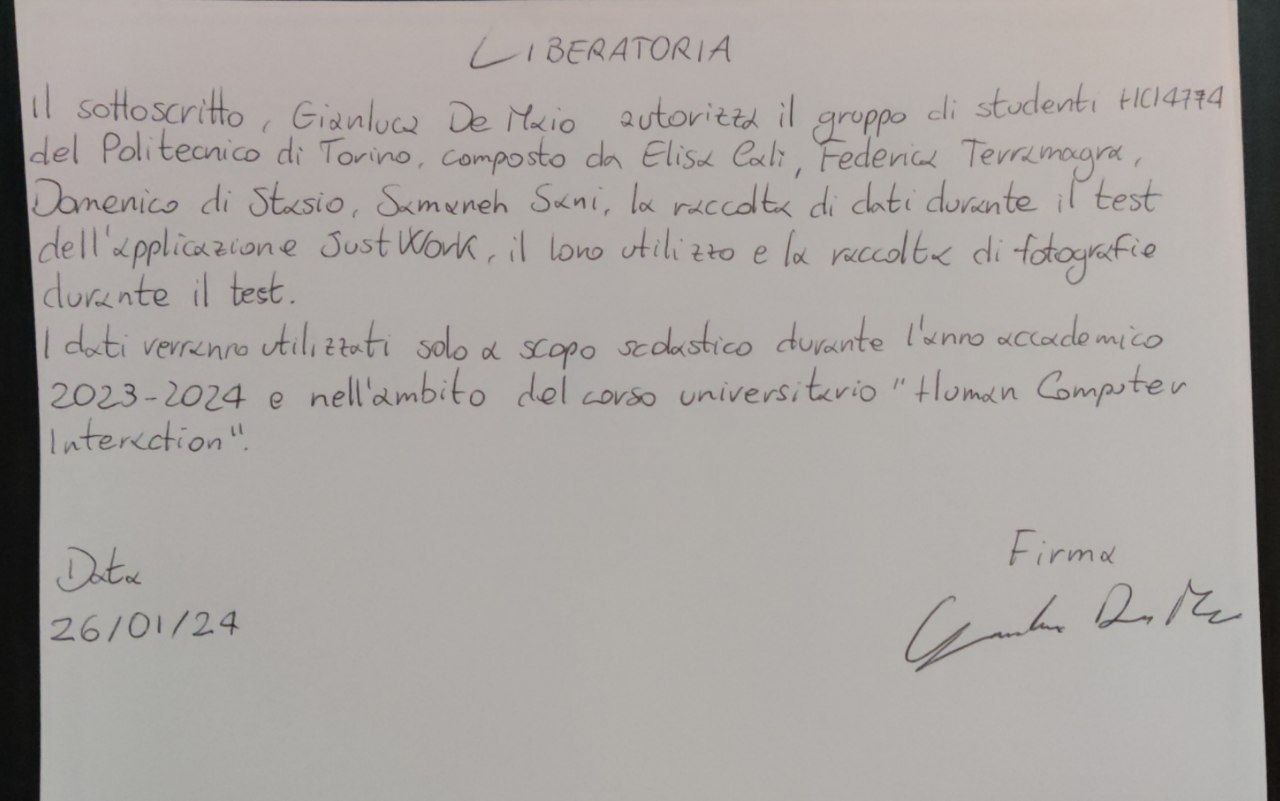 LIBERATORIA
Il sottoscritto, Gianluca De Maio autorizza il gruppo di studenti HCI4774
del Politecnico di Torino, composto da Elisa Calì, Federica Terramagra,
Domenico di Stasio, Samaneh Sani, la raccolta di dati durante il test
dell'applicazione JustWork, il loro utilizzo e la raccolta di fotografie
durante il test.
I dati verranno utilizzati solo a scopo scolastico durante l'anno accademico
2023-2024 e nell'ambito del corso universitario "Human Computer
Interaction".
Data
26/01/24
Firma
Gianluca De Maio